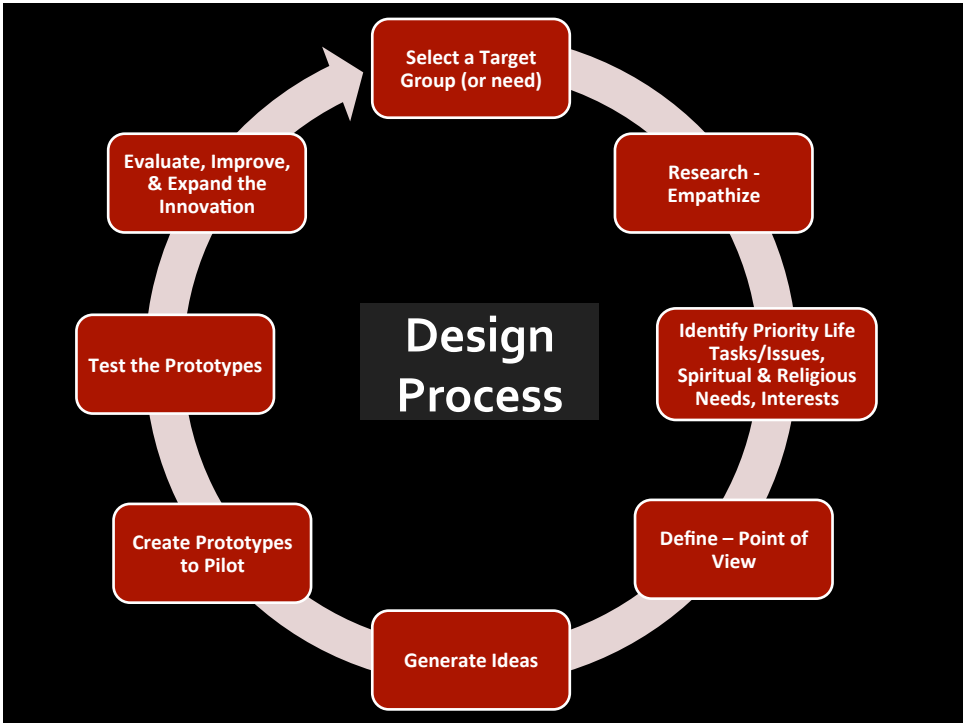 Select a Target
Group (or need)
Research -
Empathize
Identify Priority Life
Tasks/Issues,
Spiritual & Religious
Needs, Interests
Define – Point of
View
Generate Ideas
Create Prototypes
to Pilot
Test the Prototypes
Evaluate, Improve,
& Expand the
Innovation
Design
Process